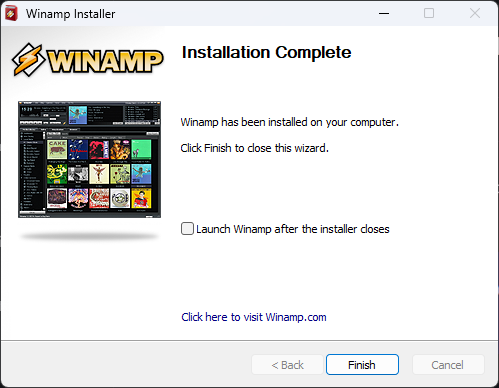 Winamp Installer
WINAMP
Installation Complete
Winamp has been installed on your computer.
Click Finish to close this wizard.
Launch Winamp after the installer closes
Click here to visit Winamp.com
< Back
Finish
Cancel